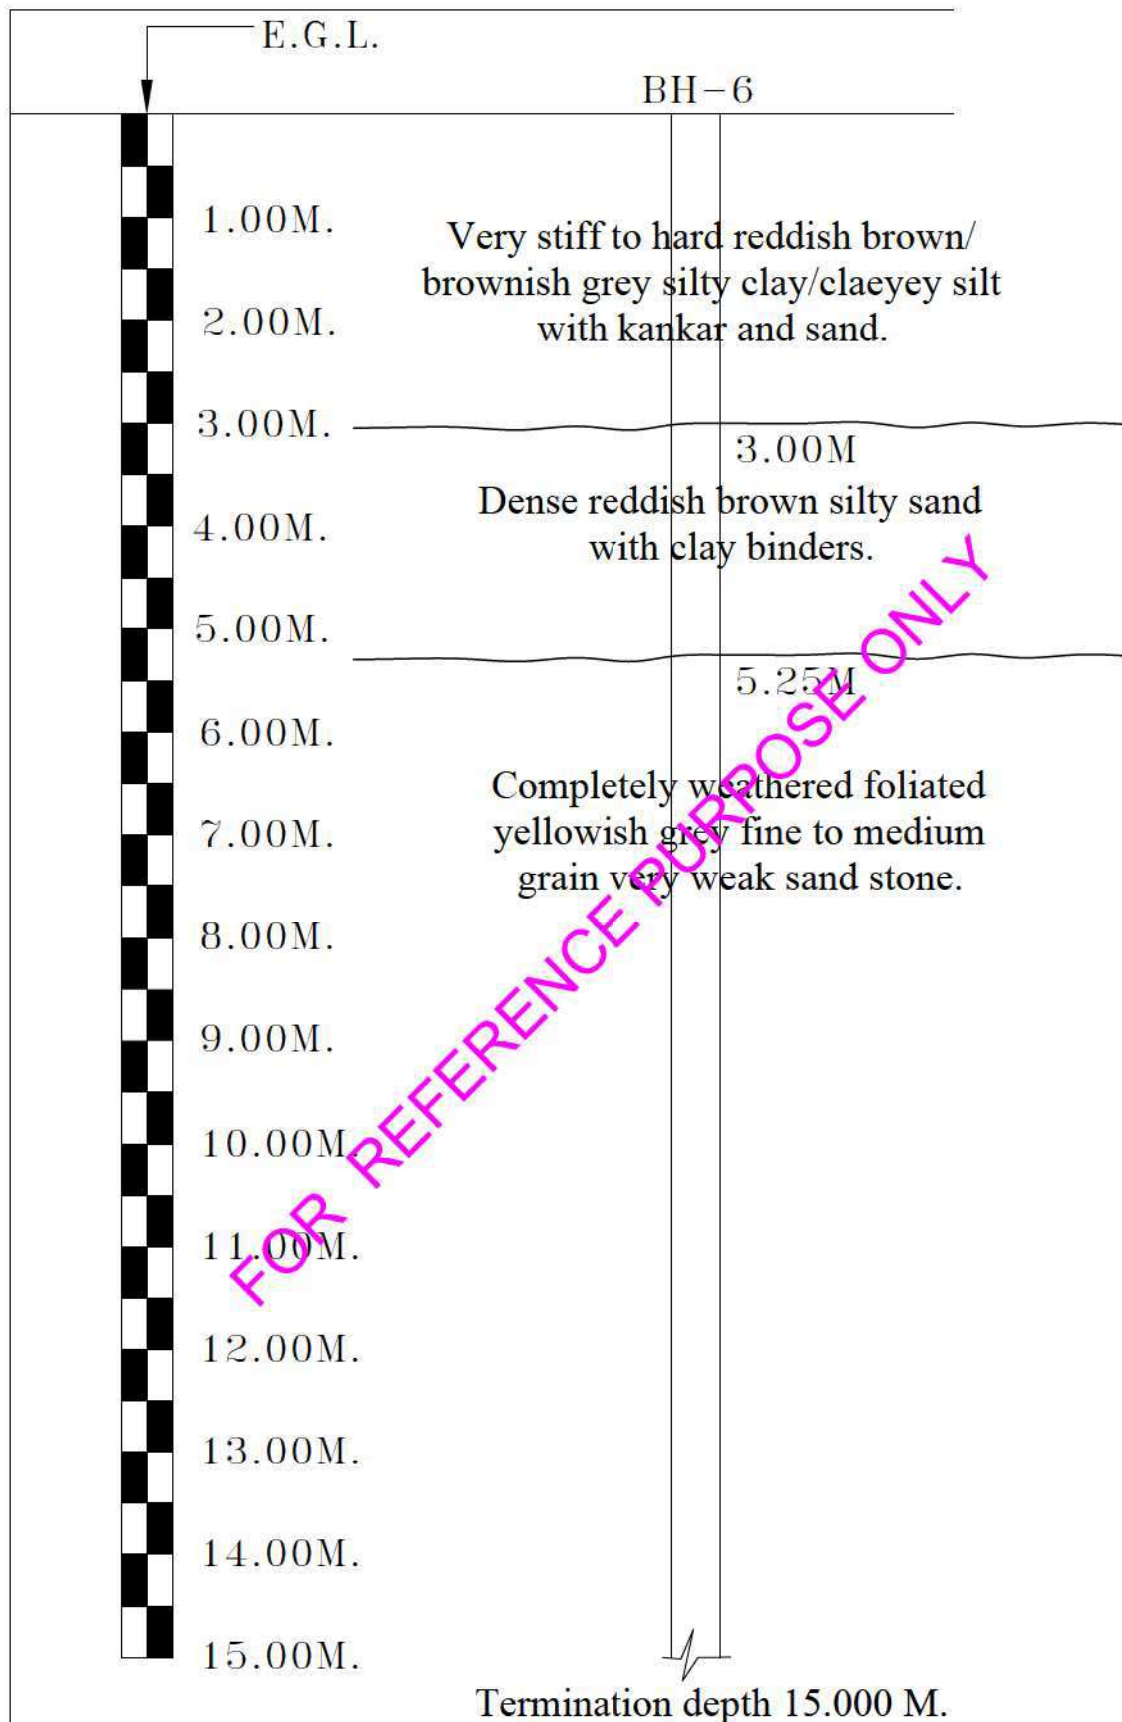 E.G.L.
BH-6
1.00M.
Very stiff to hard reddish brown/
brownish grey silty clay/claeyey silt
with kankar and sand.
2.00M.
3.00M.
3.00M
Dense reddish brown silty sand
with clay binders.
4.00M.
5.00M.
5.25M
6.00M.
Completely weathered foliated
yellowish grey fine to medium
grain very weak sand stone.
7.00M.
8.00M.
9.00M.
10.00M.
11.00M.
12.00M.
13.00M.
14.00M.
15.00M.
Termination depth 15.000 M.
FOR REFERENCE PURPOSE ONLY